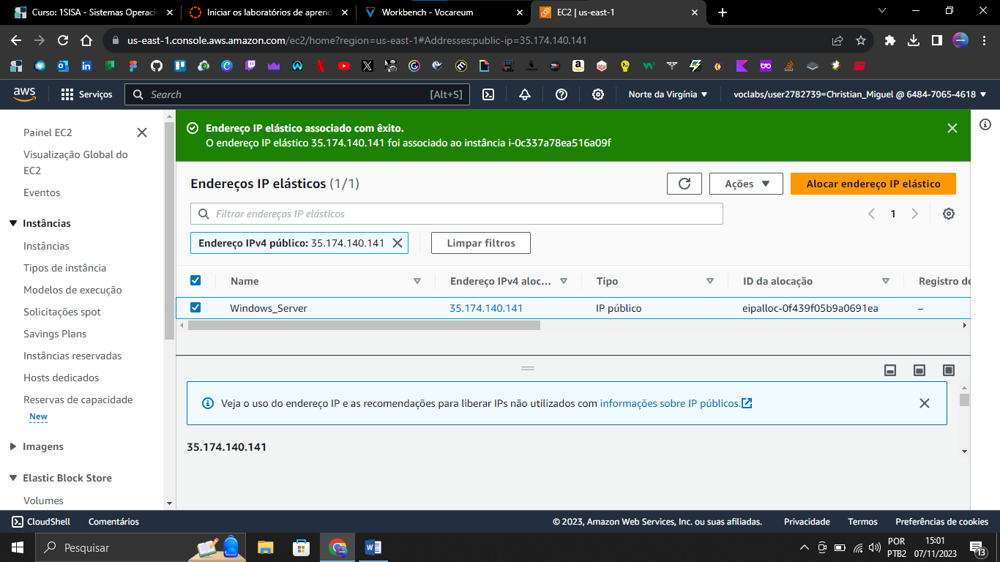 Curso: 1SISA - Sistemas Operaci
Iniciar os laboratórios de aprend
Workbench - Vocareum
EC2 | us-east-1
us-east-1.console.aws.amazon.com/ec2/home?region=us-east-1#Addresses:public-ip=35.174.140.141
aws
Serviços
Search
[Alt+S]
Norte da Virgínia
voclabs/user2782739=Christian_Miguel @ 6484-7065-4618
Painel EC2
Visualização Global do
EC2
Eventos
Instâncias
Instâncias
Tipos de instância
Modelos de execução
Solicitações spot
Savings Plans
Instâncias reservadas
Hosts dedicados
Reservas de capacidade
New
Imagens
Elastic Block Store
Volumes
Endereço IP elástico associado com êxito.
O endereço IP elástico 35.174.140.141 foi associado ao instância i-0c337a78ea516a09f
Endereços IP elásticos (1/1)
Ações
Alocar endereço IP elástico
Filtrar endereços IP elásticos
1
Endereço IPv4 público: 35.174.140.141
Limpar filtros
Name
Endereço IPv4 aloc...
Tipo
ID da alocação
Registro de
Windows_Server
35.174.140.141
IP público
eipalloc-0f439f05b9a0691ea
–
Veja o uso do endereço IP e as recomendações para liberar IPs não utilizados com informações sobre IP públicos.
35.174.140.141
CloudShell
Comentários
© 2023, Amazon Web Services, Inc. ou suas afiliadas.
Privacidade
Termos
Preferências de cookies
Pesquisar
POR
PTB2
15:01
07/11/2023
13